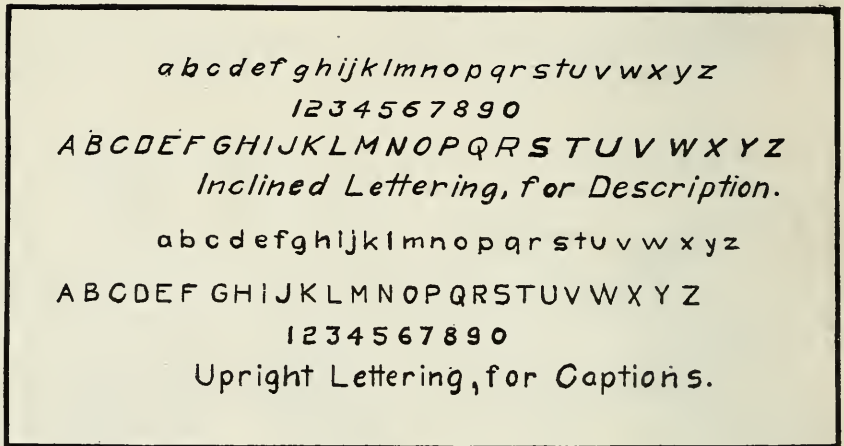 abcdefghijklmnopqrstuvwxyz
1234567890
ABCDEFGHIJKLMNOPQRSTUVWXYZ
Inclined Lettering, for Description.
abcdefghijklmnopqrstuvwxyz
ABCDEFGHIJKLMNOPQRSTUVWXYZ
1234567890
Upright Lettering, for Captions.